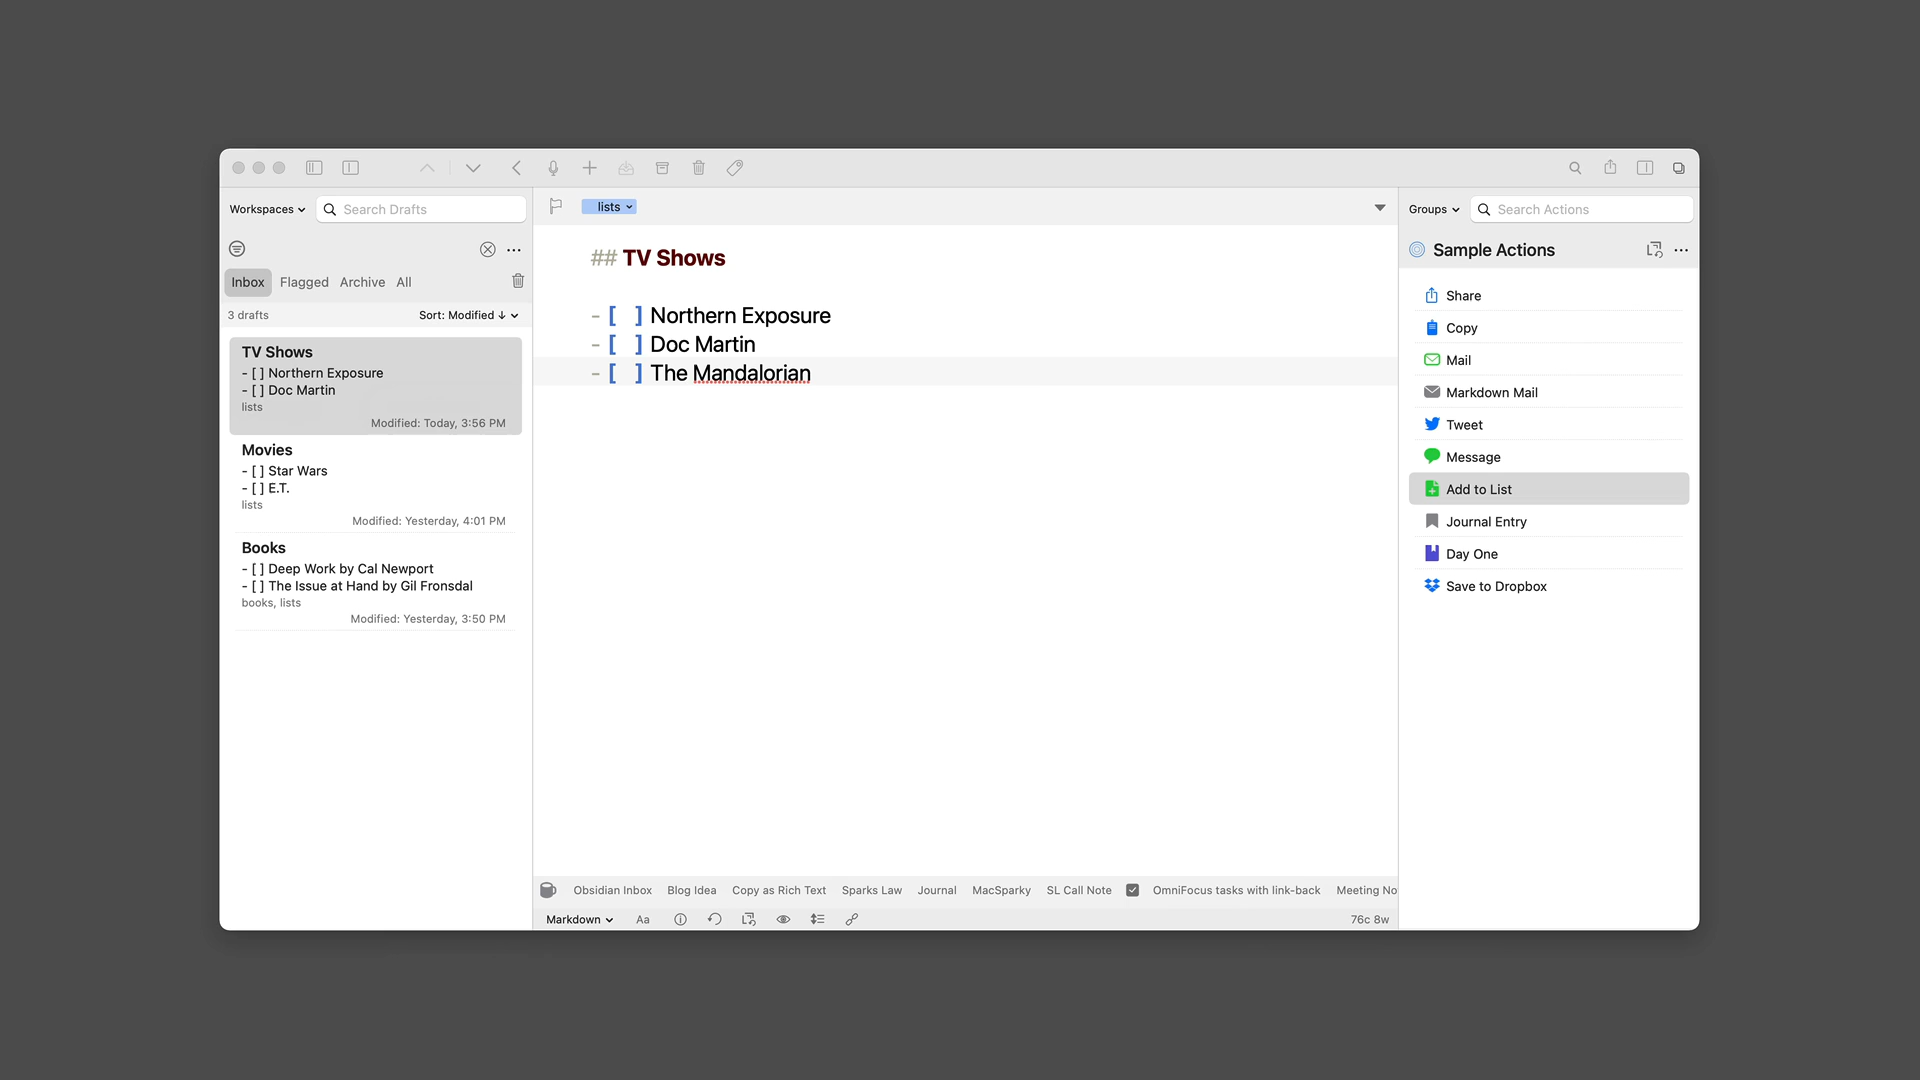 Workspaces
Search Drafts
Inbox Flagged Archive All
3 drafts Sort: Modified
TV Shows
- [ ] Northern Exposure
- [ ] Doc Martin
lists
Modified: Today, 3:56 PM
Movies
- [ ] Star Wars
- [ ] E.T.
lists
Modified: Yesterday, 4:01 PM
Books
- [ ] Deep Work by Cal Newport
- [ ] The Issue at Hand by Gil Fronsdal
books, lists
Modified: Yesterday, 3:50 PM
lists
## TV Shows
- [ ] Northern Exposure
- [ ] Doc Martin
- [ ] The Mandalorian
Obsidian Inbox Blog Idea Copy as Rich Text Sparks Law Journal MacSparky SL Call Note OmniFocus tasks with link-back Meeting No
Markdown Aa 76c 8w
Groups
Search Actions
Sample Actions
Share
Copy
Mail
Markdown Mail
Tweet
Message
Add to List
Journal Entry
Day One
Save to Dropbox